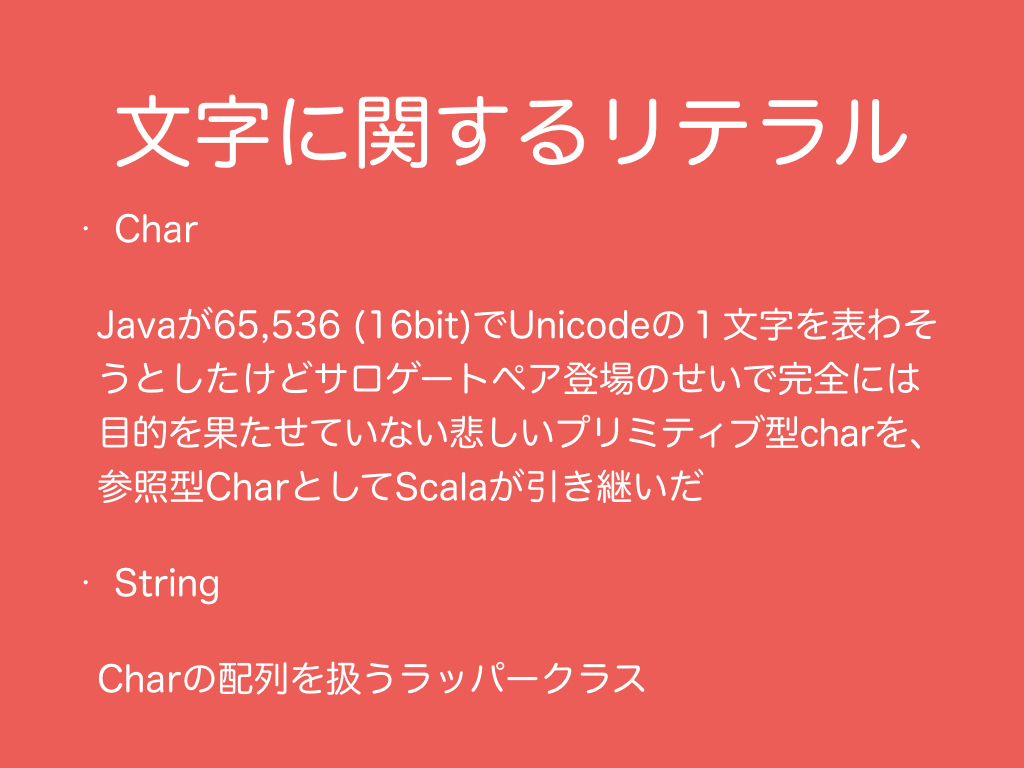 文字に関するリテラル
・ Char
Javaが65,536 (16bit)でUnicodeの１文字を表わそ
うとしたけどサロゲートペア登場のせいで完全には
目的を果たせていない悲しいプリミティブ型charを、
参照型CharとしてScalaが引き継いだ
・ String
Charの配列を扱うラッパークラス